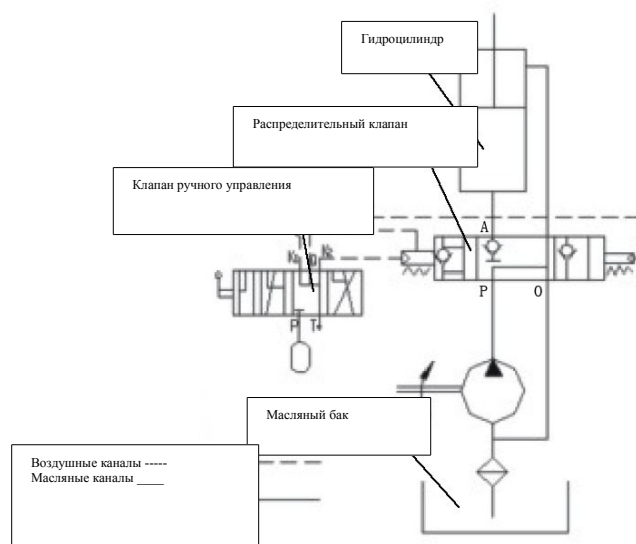 Гидроцилиндр
Распределительный клапан
Клапан ручного управления
A
P O
P T
Масляный бак
Воздушные каналы -----
Масляные каналы ____